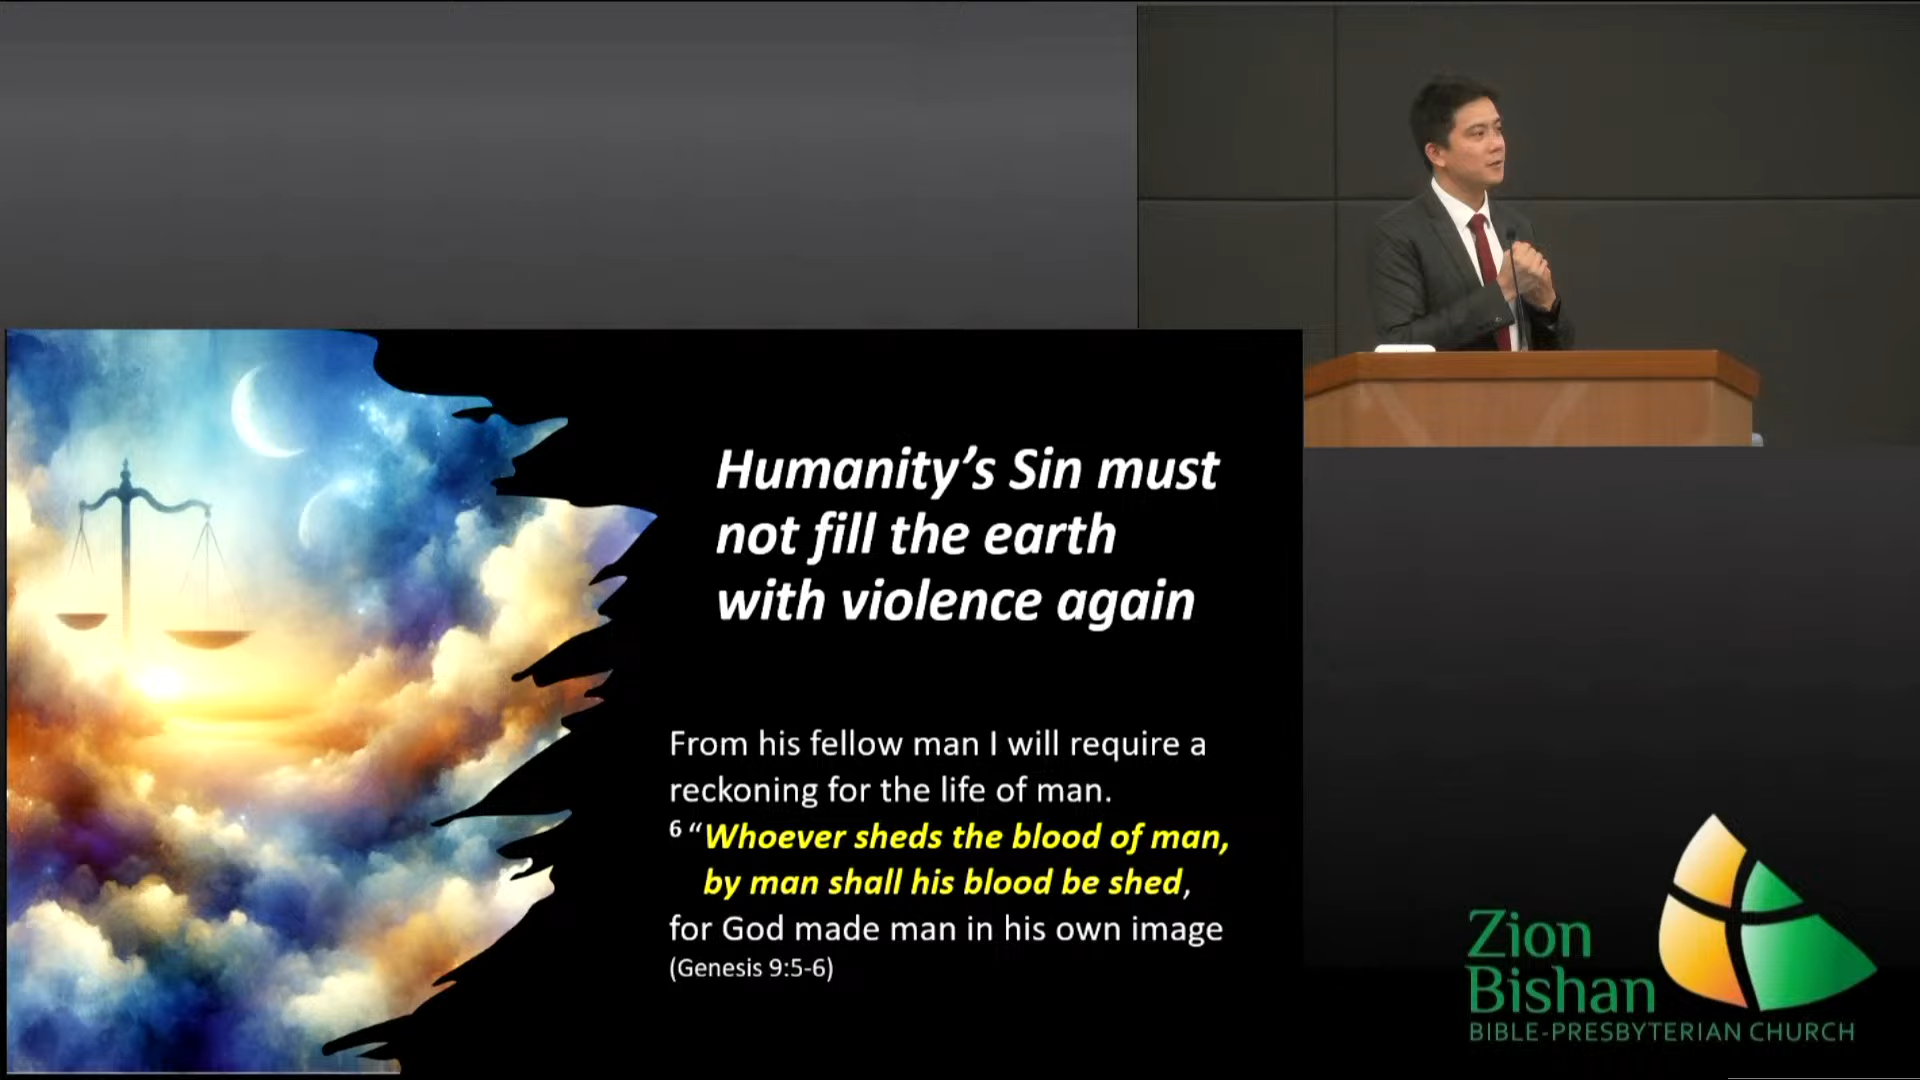 Humanity’s Sin must
not fill the earth
with violence again
From his fellow man I will require a
reckoning for the life of man.
6 “Whoever sheds the blood of man,
by man shall his blood be shed,
for God made man in his own image
(Genesis 9:5-6)
Zion
Bishan
BIBLE-PRESBYTERIAN CHURCH